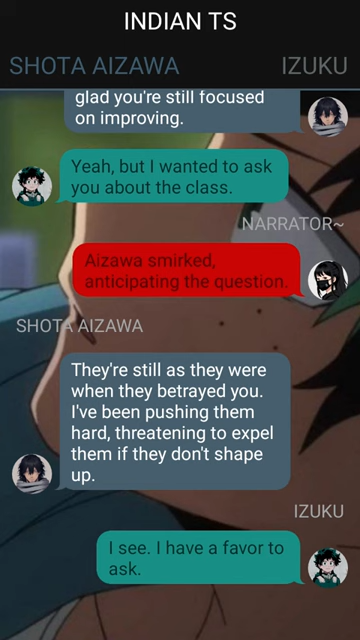 INDIAN TS
SHOTA AIZAWA IZUKU
glad you're still focused
on improving.
Yeah, but I wanted to ask
you about the class.
NARRATOR~
Aizawa smirked,
anticipating the question.
SHOTA AIZAWA
They're still as they were
when they betrayed you.
I've been pushing them
hard, threatening to expel
them if they don't shape
up.
IZUKU
I see. I have a favor to
ask.